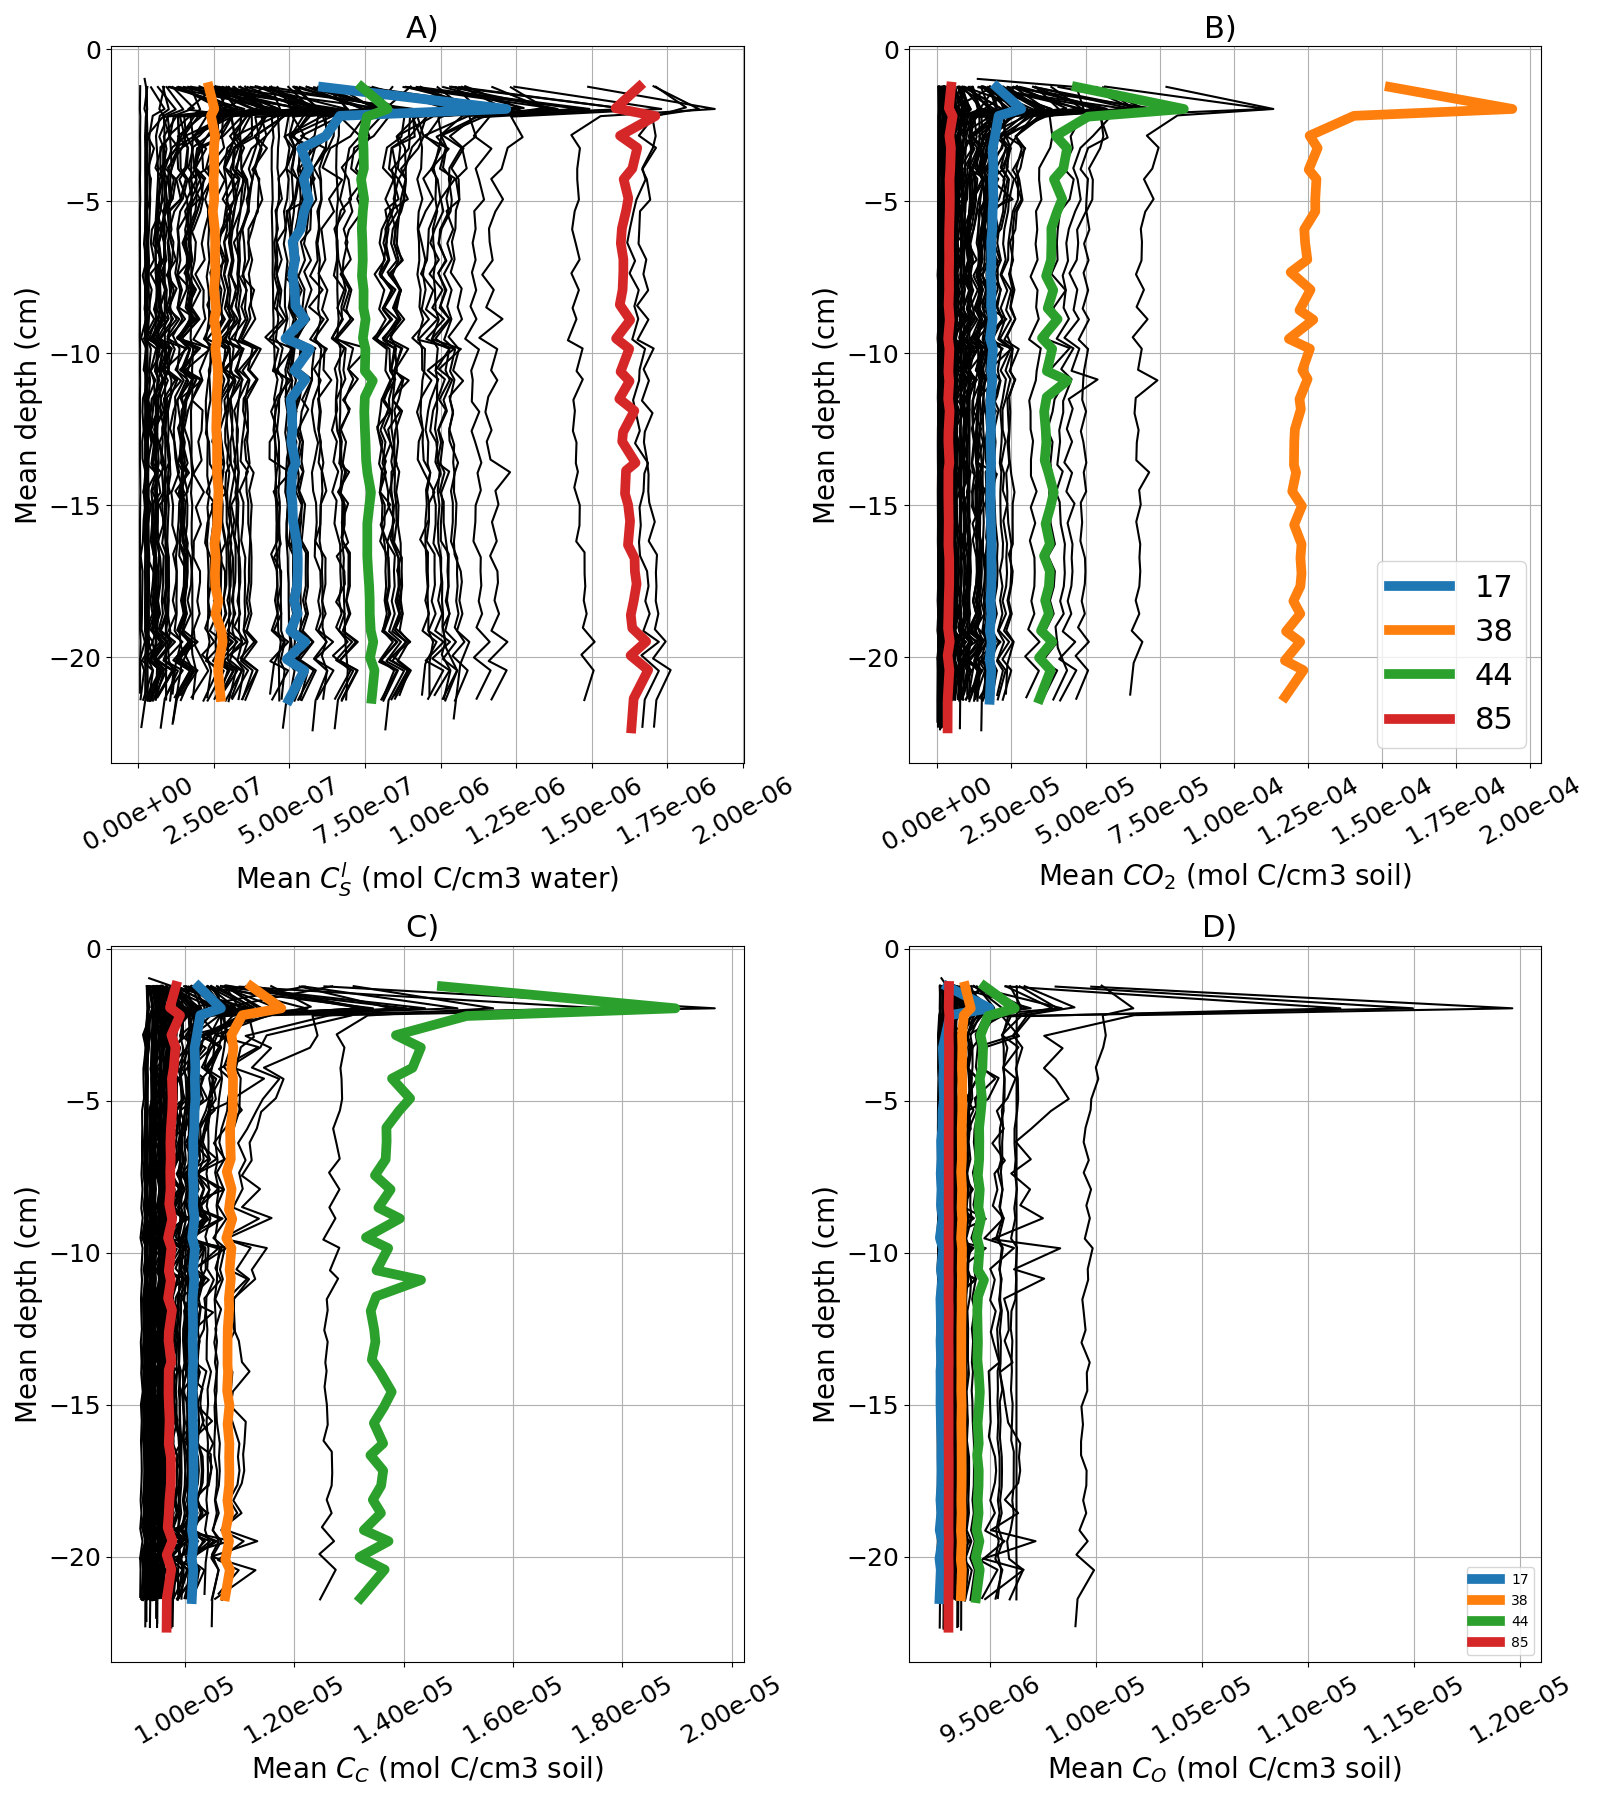 A)
0
−5
−10
−15
−20
Mean depth (cm)
0.00e+00
2.50e-07
5.00e-07
7.50e-07
1.00e-06
1.25e-06
1.50e-06
1.75e-06
2.00e-06
Mean C_S^l (mol C/cm3 water)
B)
0
−5
−10
−15
−20
Mean depth (cm)
17
38
44
85
0.00e+00
2.50e-05
5.00e-05
7.50e-05
1.00e-04
1.25e-04
1.50e-04
1.75e-04
2.00e-04
Mean CO₂ (mol C/cm3 soil)
C)
0
−5
−10
−15
−20
Mean depth (cm)
1.00e-05
1.20e-05
1.40e-05
1.60e-05
1.80e-05
2.00e-05
Mean C_C (mol C/cm3 soil)
D)
0
−5
−10
−15
−20
Mean depth (cm)
17
38
44
85
9.50e-06
1.00e-05
1.05e-05
1.10e-05
1.15e-05
1.20e-05
Mean C_O (mol C/cm3 soil)